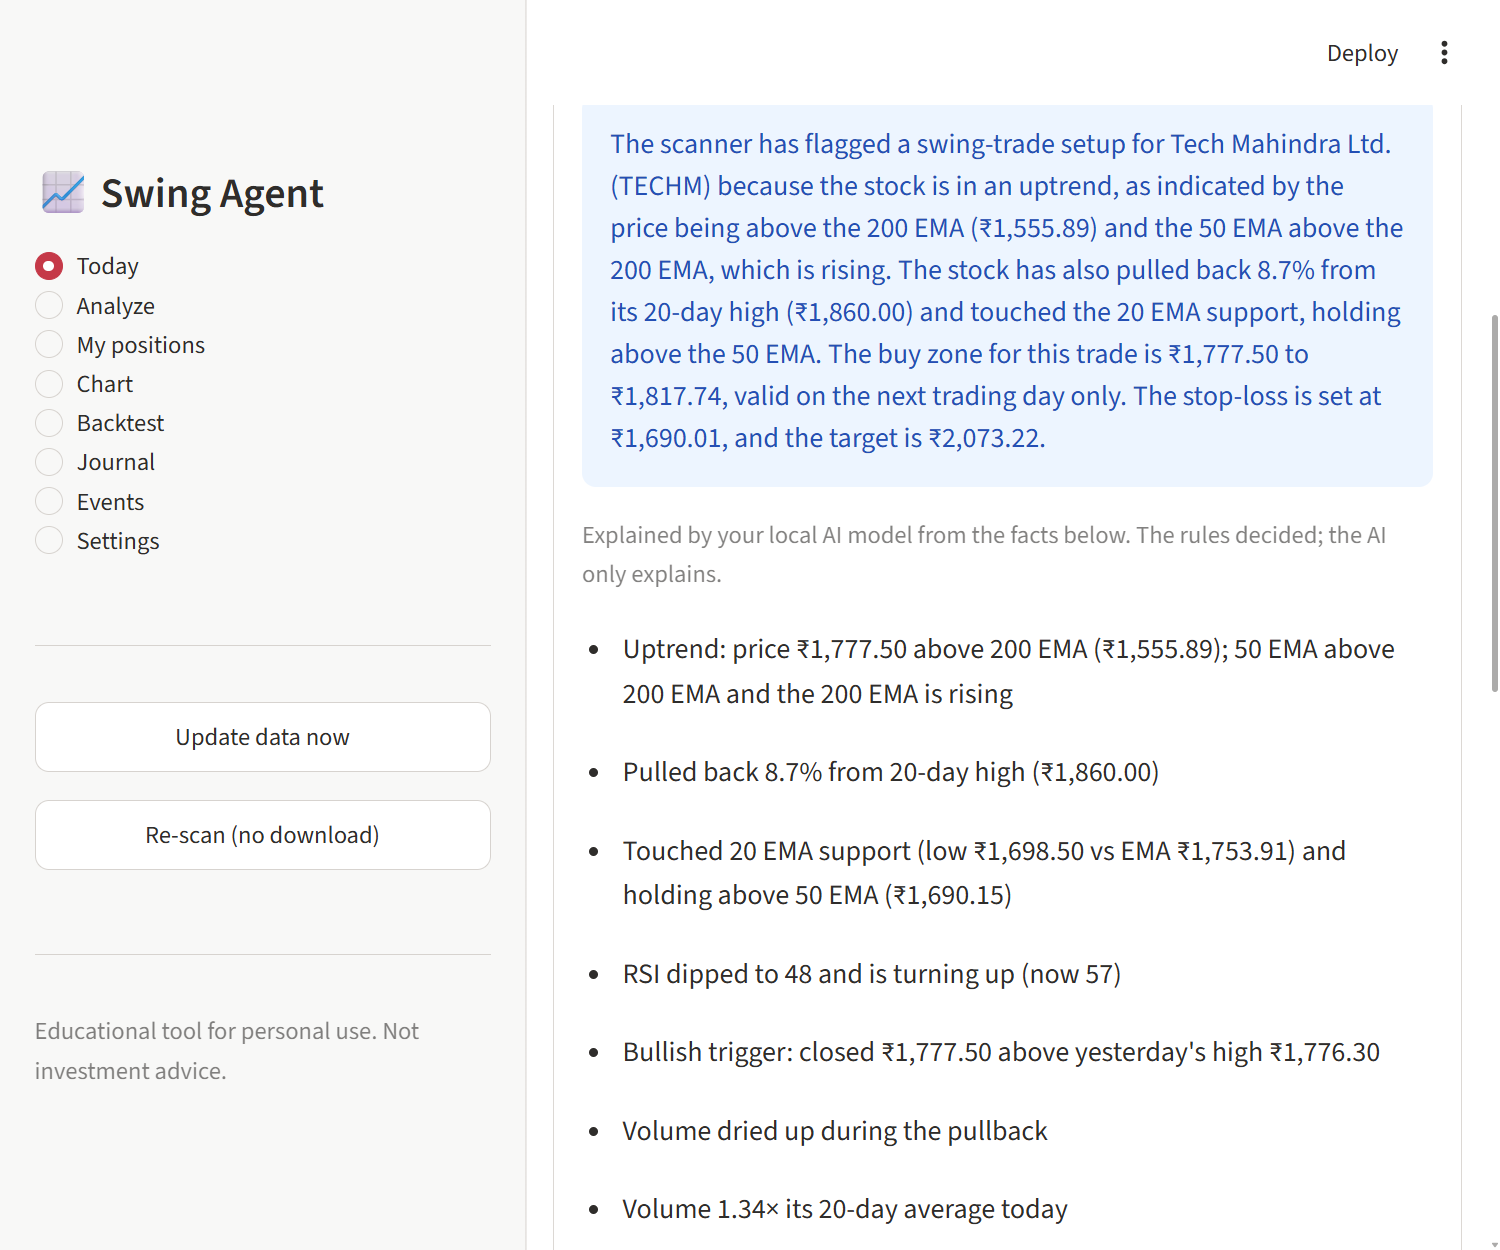 Deploy
Swing Agent
Today
Analyze
My positions
Chart
Backtest
Journal
Events
Settings
Update data now
Re-scan (no download)
Educational tool for personal use. Not
investment advice.
The scanner has flagged a swing-trade setup for Tech Mahindra Ltd.
(TECHM) because the stock is in an uptrend, as indicated by the
price being above the 200 EMA (₹1,555.89) and the 50 EMA above the
200 EMA, which is rising. The stock has also pulled back 8.7% from
its 20-day high (₹1,860.00) and touched the 20 EMA support, holding
above the 50 EMA. The buy zone for this trade is ₹1,777.50 to
₹1,817.74, valid on the next trading day only. The stop-loss is set at
₹1,690.01, and the target is ₹2,073.22.
Explained by your local AI model from the facts below. The rules decided; the AI
only explains.
• Uptrend: price ₹1,777.50 above 200 EMA (₹1,555.89); 50 EMA above
200 EMA and the 200 EMA is rising
• Pulled back 8.7% from 20-day high (₹1,860.00)
• Touched 20 EMA support (low ₹1,698.50 vs EMA ₹1,753.91) and
holding above 50 EMA (₹1,690.15)
• RSI dipped to 48 and is turning up (now 57)
• Bullish trigger: closed ₹1,777.50 above yesterday's high ₹1,776.30
• Volume dried up during the pullback
• Volume 1.34× its 20-day average today